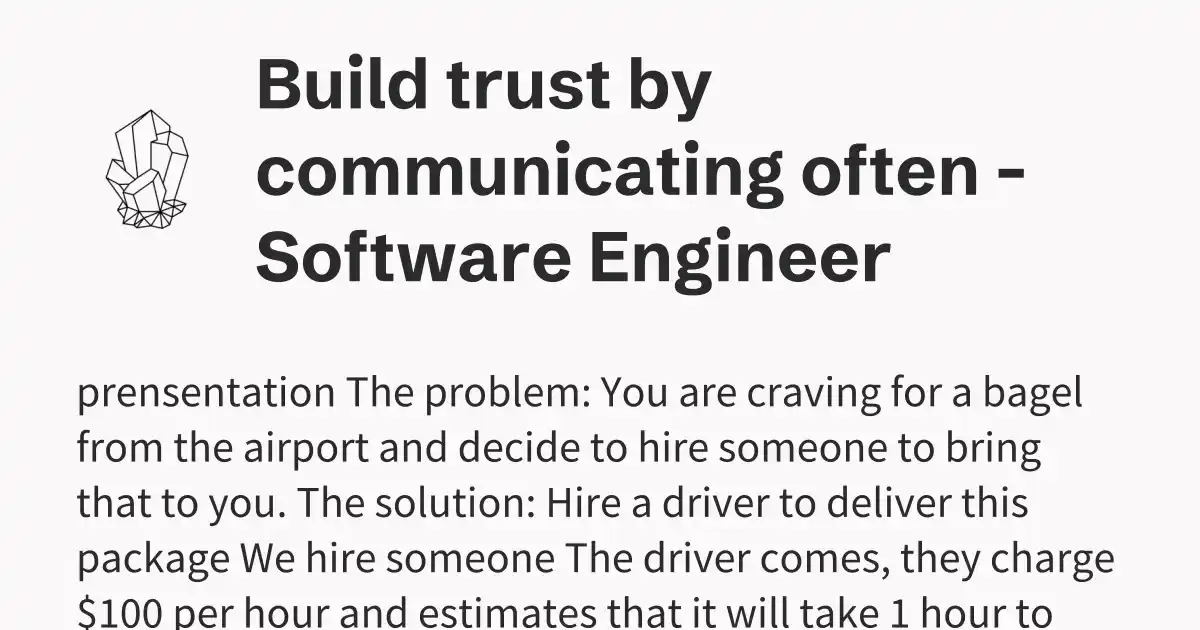 Build trust by
communicating often -
Software Engineer
prensentation The problem: You are craving for a bagel
from the airport and decide to hire someone to bring
that to you. The solution: Hire a driver to deliver this
package We hire someone The driver comes, they charge
$100 per hour and estimates that it will take 1 hour to